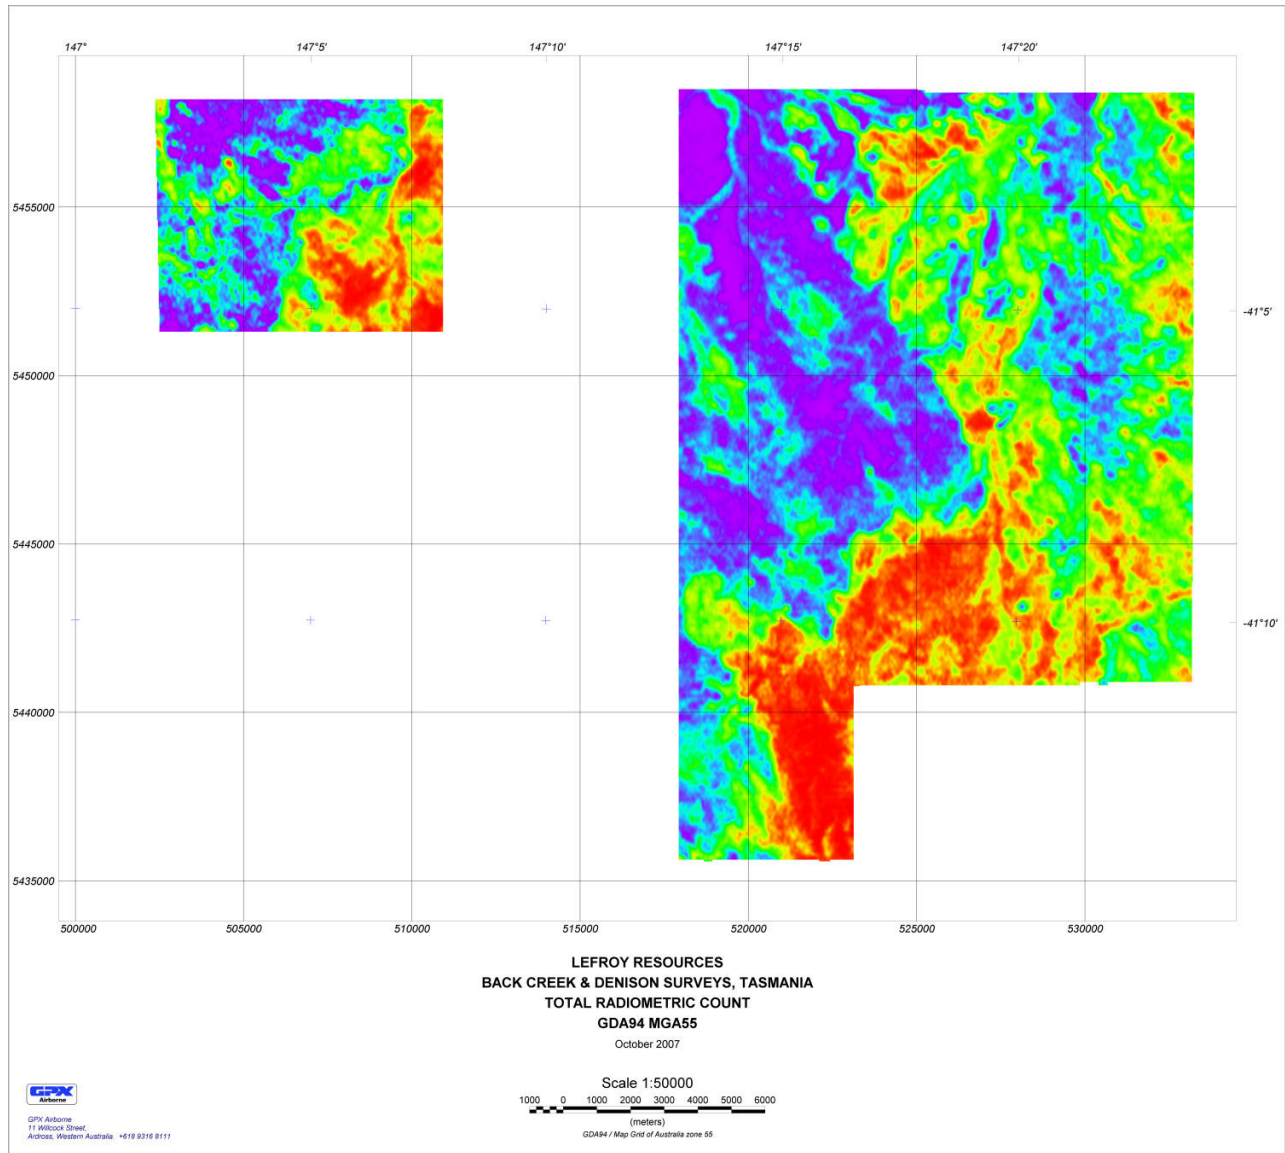 147° 147°5' 147°10' 147°15' 147°20'
5455000
-41°5'
5450000
5445000
-41°10'
5440000
5435000
500000 505000 510000 515000 520000 525000 530000
LEFROY RESOURCES
BACK CREEK & DENISON SURVEYS, TASMANIA
TOTAL RADIOMETRIC COUNT
GDA94 MGA55
October 2007
Scale 1:50000
1000 0 1000 2000 3000 4000 5000 6000
(meters)
GDA94 / Map Grid of Australia zone 55
GPX
Airborne
GPX Airborne
11 Willcock Street,
Ardross, Western Australia. +618 9316 8111